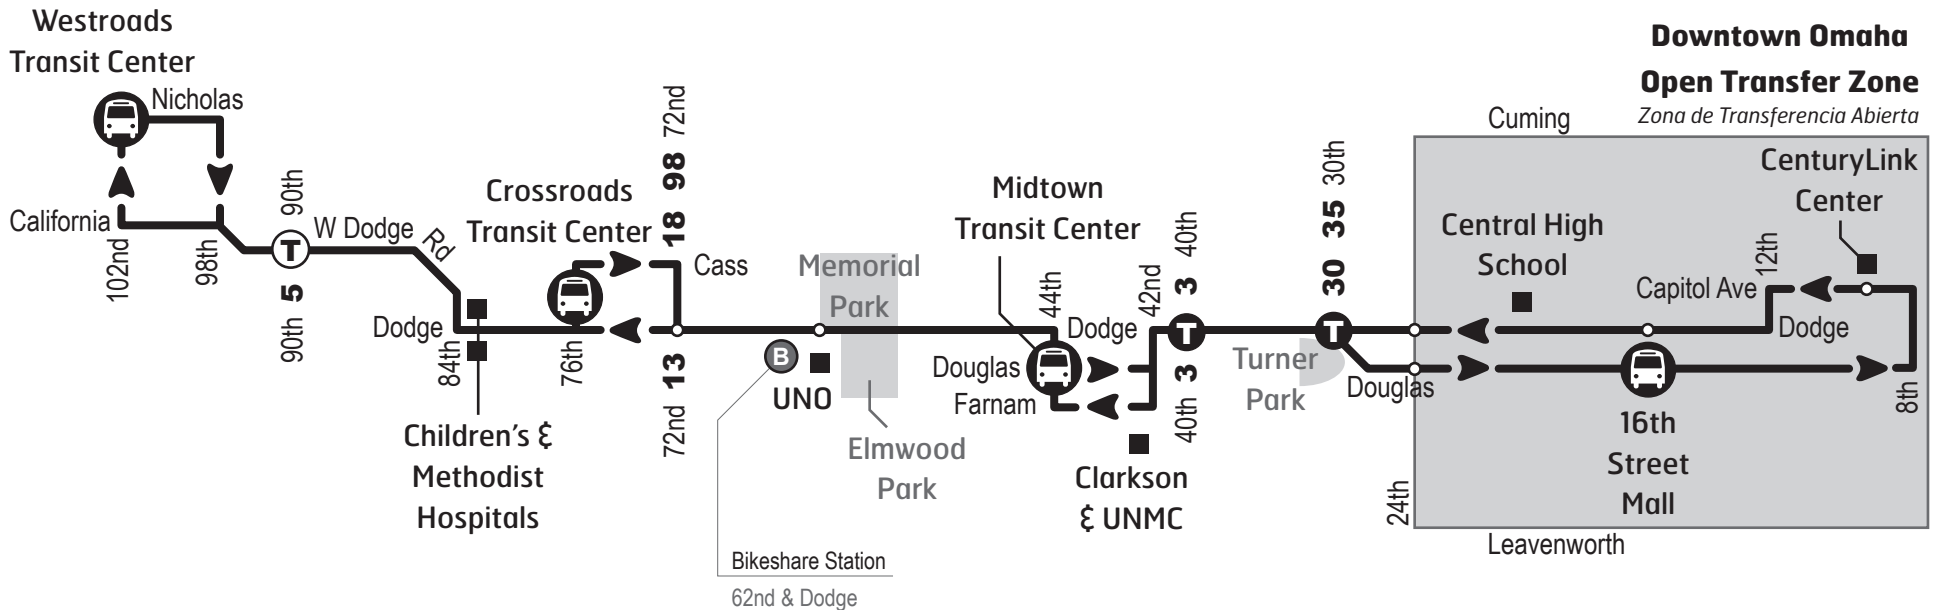 Westroads
Transit Center
Nicholas
California
102nd
98th
90th
T
5
90th
W Dodge
Rd
Dodge
84th
Children's &
Methodist
Hospitals
Crossroads
Transit Center
76th
72nd
98
18
Cass
13
72nd
B
UNO
Bikeshare Station
62nd & Dodge
Memorial
Park
Elmwood
Park
Midtown
Transit Center
44th
Dodge
42nd
Douglas
Farnam
Clarkson
& UNMC
40th
3
T
3
40th
30th
35
30
T
Turner
Park
Douglas
Downtown Omaha
Open Transfer Zone
Zona de Transferencia Abierta
Cuming
CenturyLink
Center
Central High
School
12th
Capitol Ave
Dodge
8th
16th
Street
Mall
24th
Leavenworth